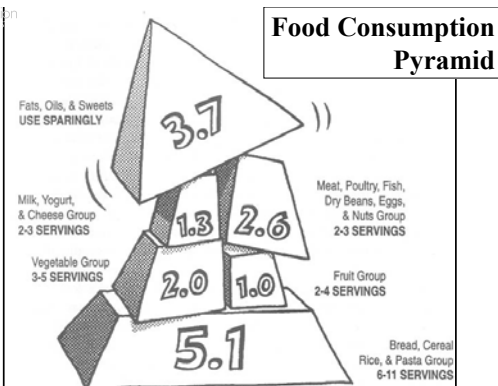 on
Food Consumption
Pyramid
Fats, Oils, & Sweets
USE SPARINGLY
3.7
Milk, Yogurt,
& Cheese Group
2-3 SERVINGS
1.3
2.6
Meat, Poultry, Fish,
Dry Beans, Eggs,
& Nuts Group
2-3 SERVINGS
Vegetable Group
3-5 SERVINGS
2.0
1.0
Fruit Group
2-4 SERVINGS
5.1
Bread, Cereal
Rice, & Pasta Group
6-11 SERVINGS